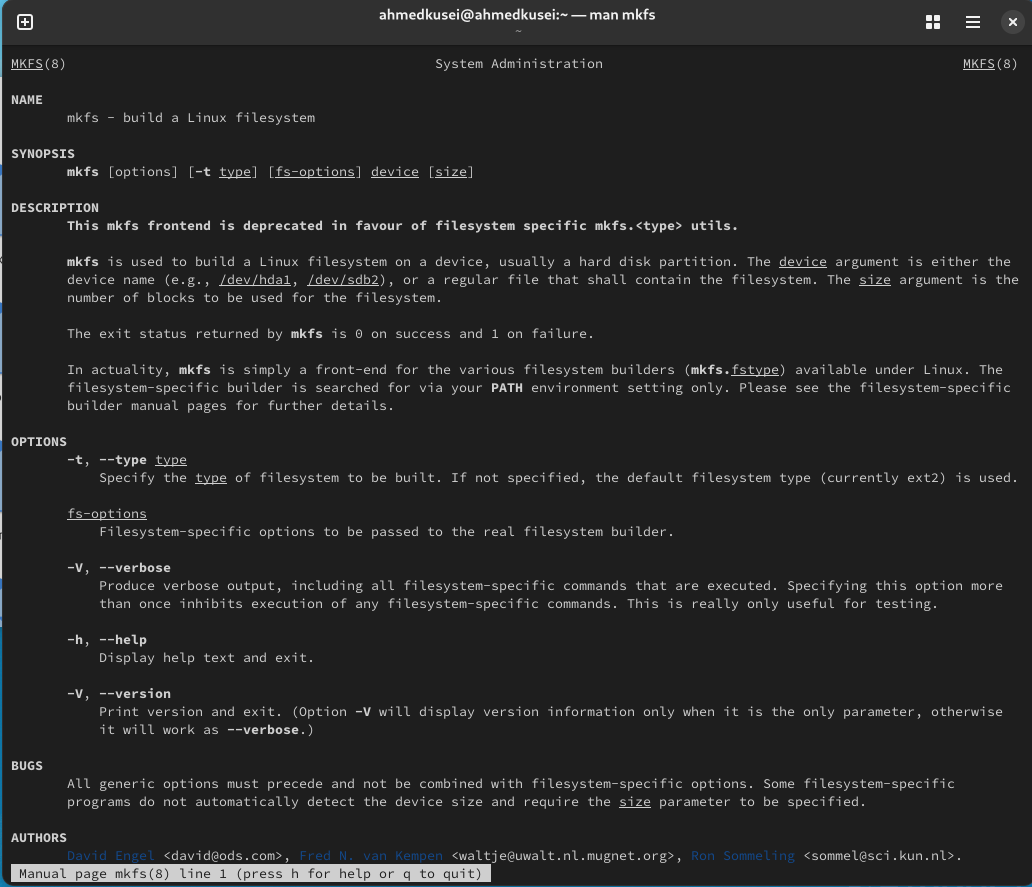 ahmedkusei@ahmedkusei:~ — man mkfs
~
MKFS(8) System Administration MKFS(8)
NAME
mkfs - build a Linux filesystem
SYNOPSIS
mkfs [options] [-t type] [fs-options] device [size]
DESCRIPTION
This mkfs frontend is deprecated in favour of filesystem specific mkfs.<type> utils.
mkfs is used to build a Linux filesystem on a device, usually a hard disk partition. The device argument is either the
device name (e.g., /dev/hda1, /dev/sdb2), or a regular file that shall contain the filesystem. The size argument is the
number of blocks to be used for the filesystem.
The exit status returned by mkfs is 0 on success and 1 on failure.
In actuality, mkfs is simply a front-end for the various filesystem builders (mkfs.fstype) available under Linux. The
filesystem-specific builder is searched for via your PATH environment setting only. Please see the filesystem-specific
builder manual pages for further details.
OPTIONS
-t, --type type
Specify the type of filesystem to be built. If not specified, the default filesystem type (currently ext2) is used.
fs-options
Filesystem-specific options to be passed to the real filesystem builder.
-V, --verbose
Produce verbose output, including all filesystem-specific commands that are executed. Specifying this option more
than once inhibits execution of any filesystem-specific commands. This is really only useful for testing.
-h, --help
Display help text and exit.
-V, --version
Print version and exit. (Option -V will display version information only when it is the only parameter, otherwise
it will work as --verbose.)
BUGS
All generic options must precede and not be combined with filesystem-specific options. Some filesystem-specific
programs do not automatically detect the device size and require the size parameter to be specified.
AUTHORS
David Engel <david@ods.com>, Fred N. van Kempen <waltje@uwalt.nl.mugnet.org>, Ron Sommeling <sommel@sci.kun.nl>.
Manual page mkfs(8) line 1 (press h for help or q to quit)